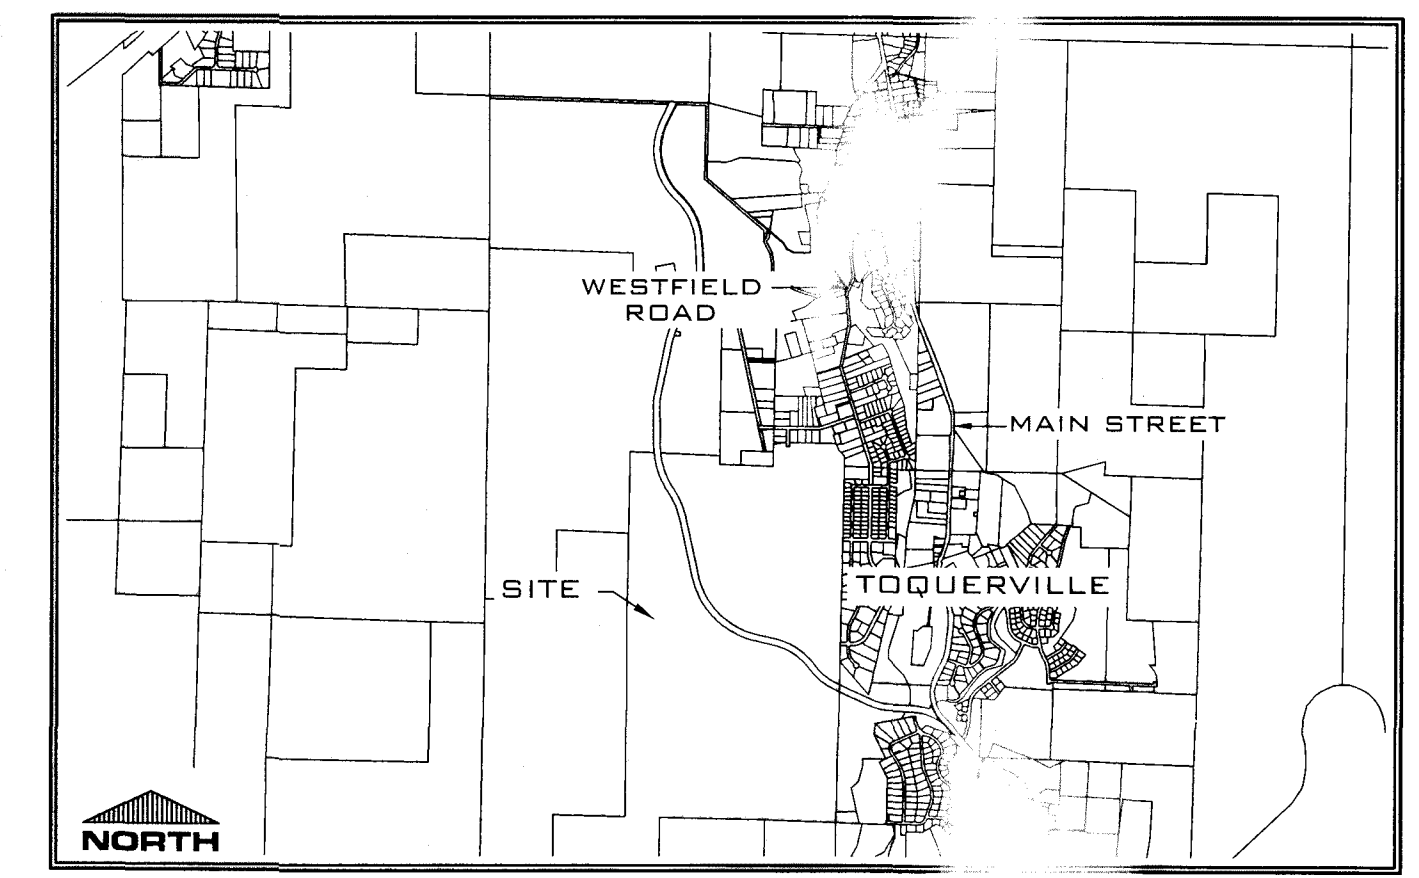 WESTFIELD
ROAD
MAIN STREET
SITE
TOQUERVILLE
NORTH